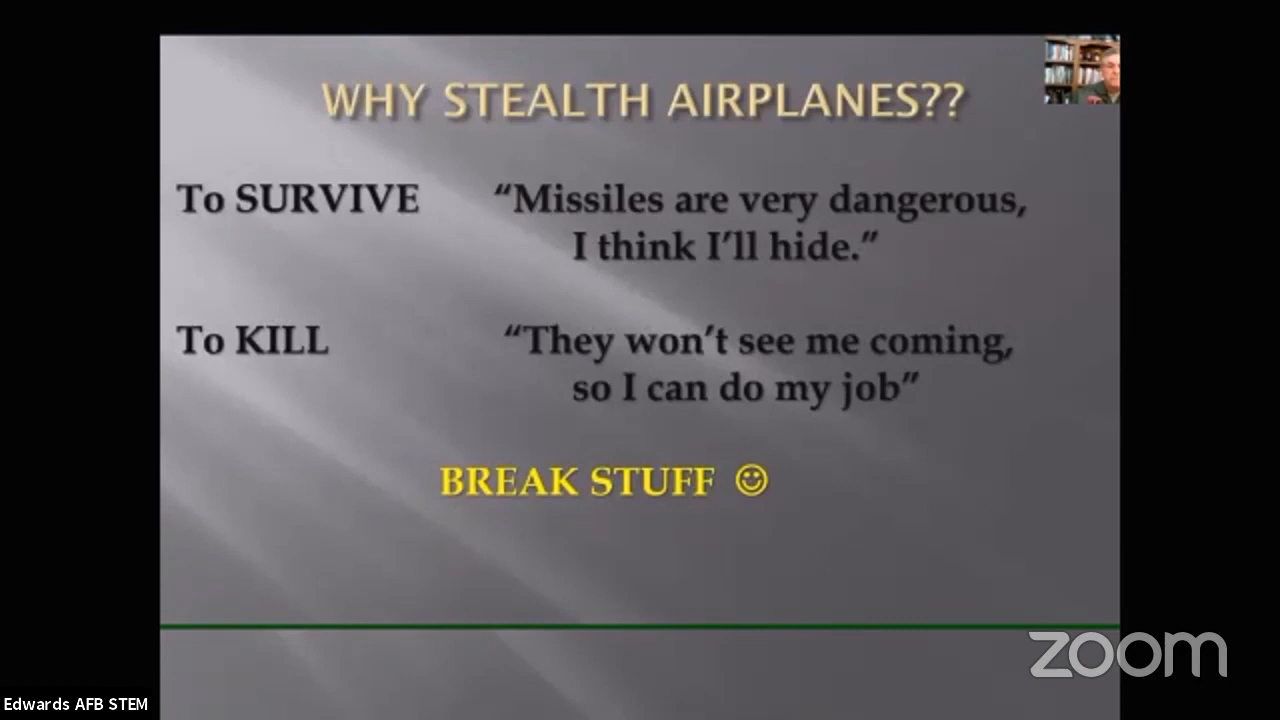 WHY STEALTH AIRPLANES??
To SURVIVE “Missiles are very dangerous,
I think I’ll hide.”
To KILL “They won’t see me coming,
so I can do my job”
BREAK STUFF ☺
zoom
Edwards AFB STEM